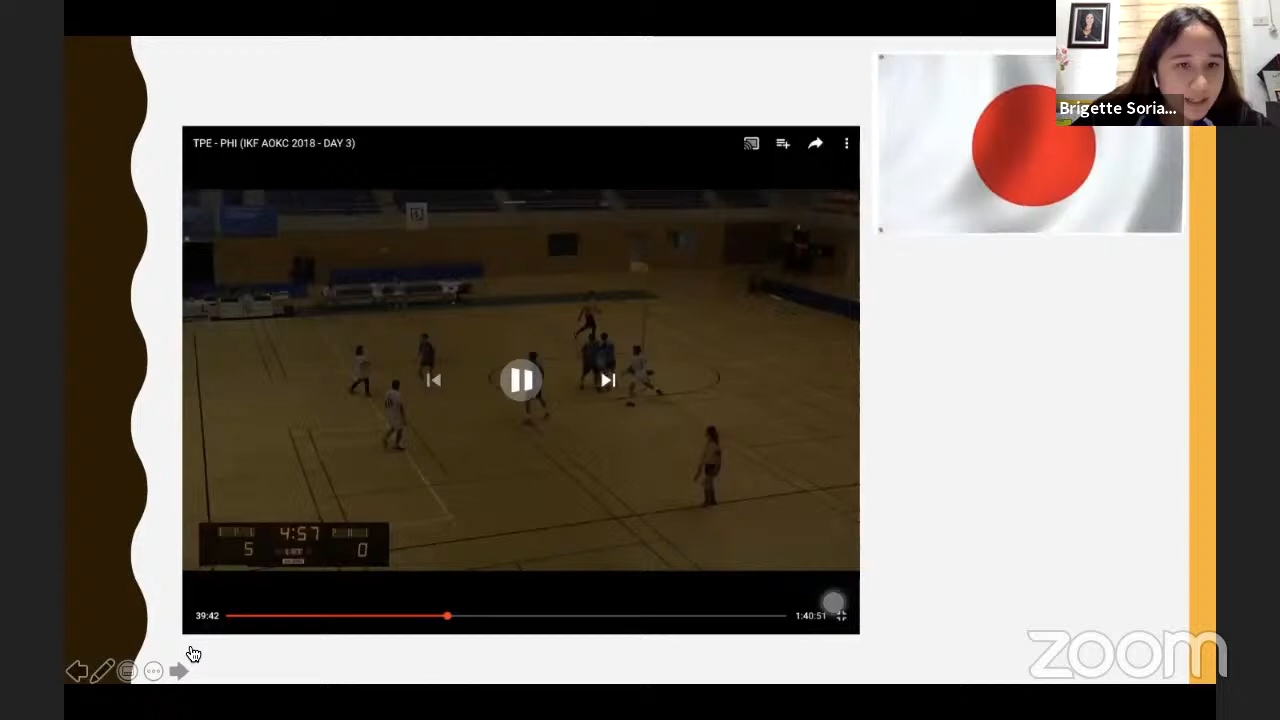 Brigette Soria...
TPE - PHI (IKF AOKC 2018 - DAY 3)
4:57
5
0
39:42
1:40:51
zoom